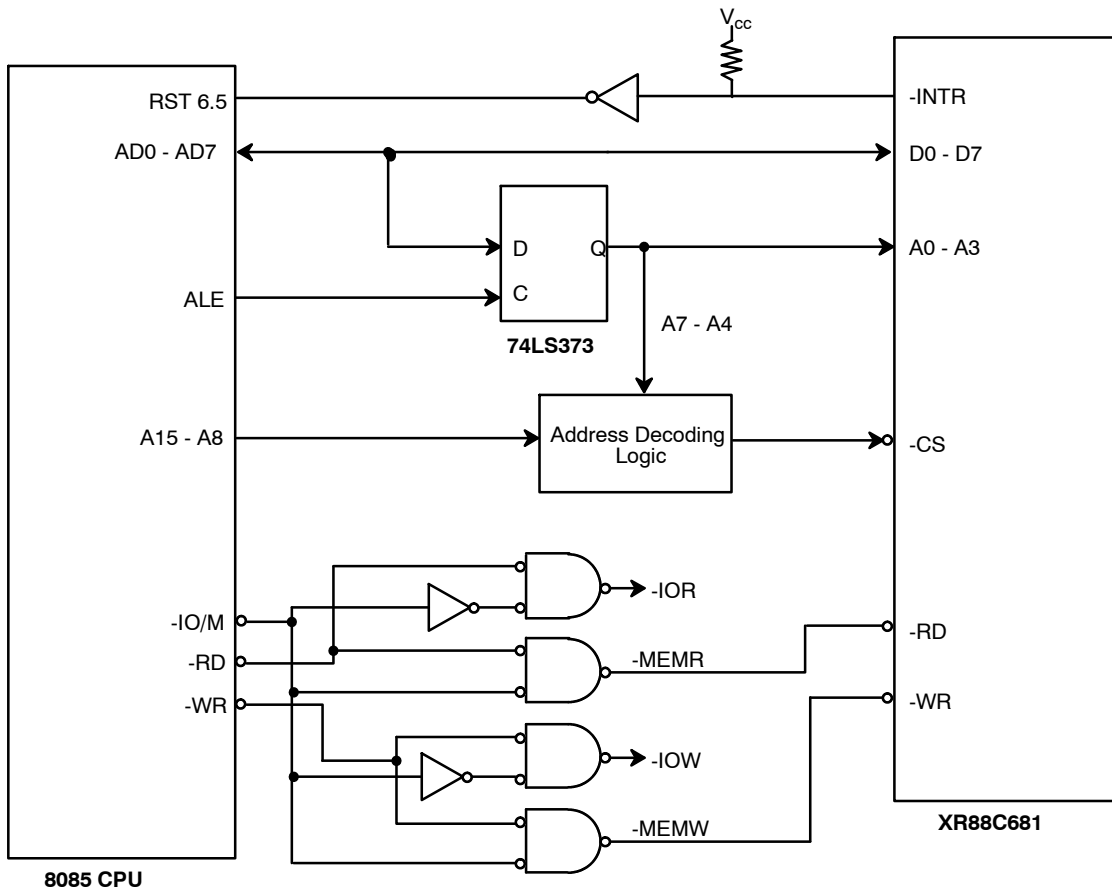 Vcc
RST 6.5
-INTR
AD0 - AD7
D0 - D7
D
Q
A0 - A3
ALE
C
A7 - A4
74LS373
A15 - A8
Address Decoding
Logic
-CS
-IOR
-IO/M
-RD
-MEMR
-RD
-WR
-WR
-IOW
-MEMW
XR88C681
8085 CPU